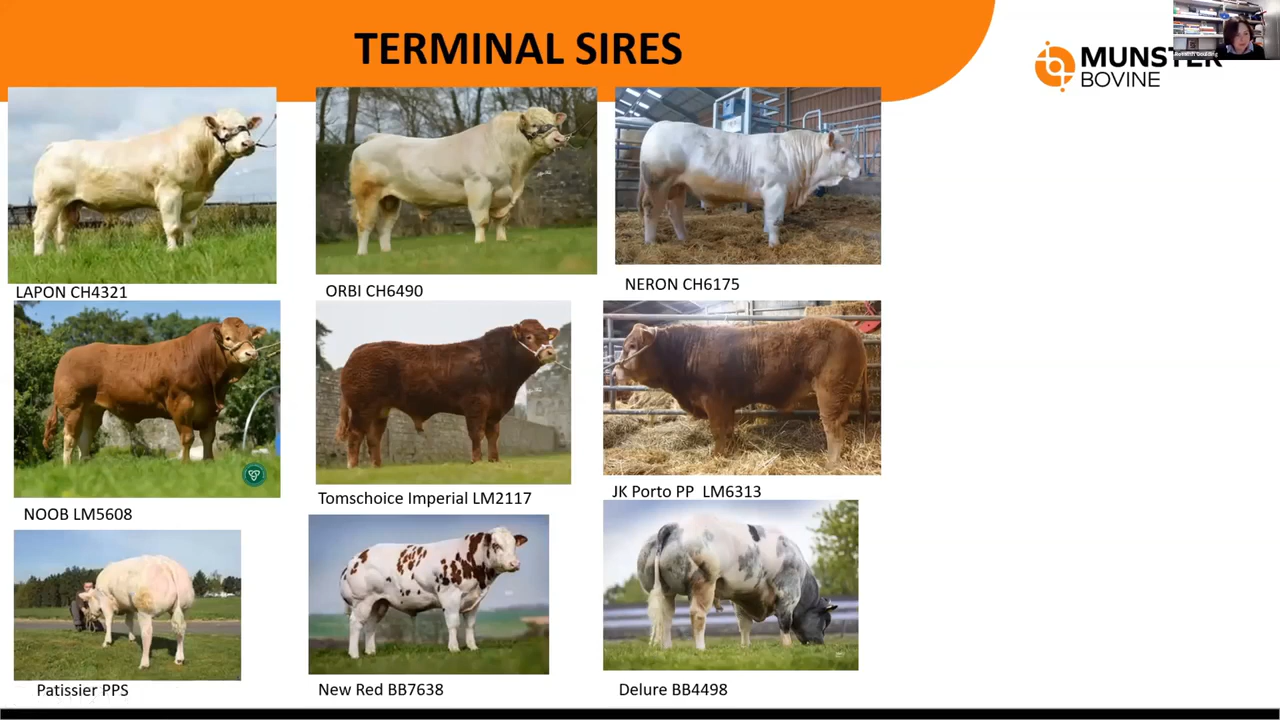 TERMINAL SIRES
MUNSTER
BOVINE
LAPON CH4321
ORBI CH6490
NERON CH6175
NOOB LM5608
Tomschoice Imperial LM2117
JK Porto PP LM6313
Patissier PPS
New Red BB7638
Delure BB4498